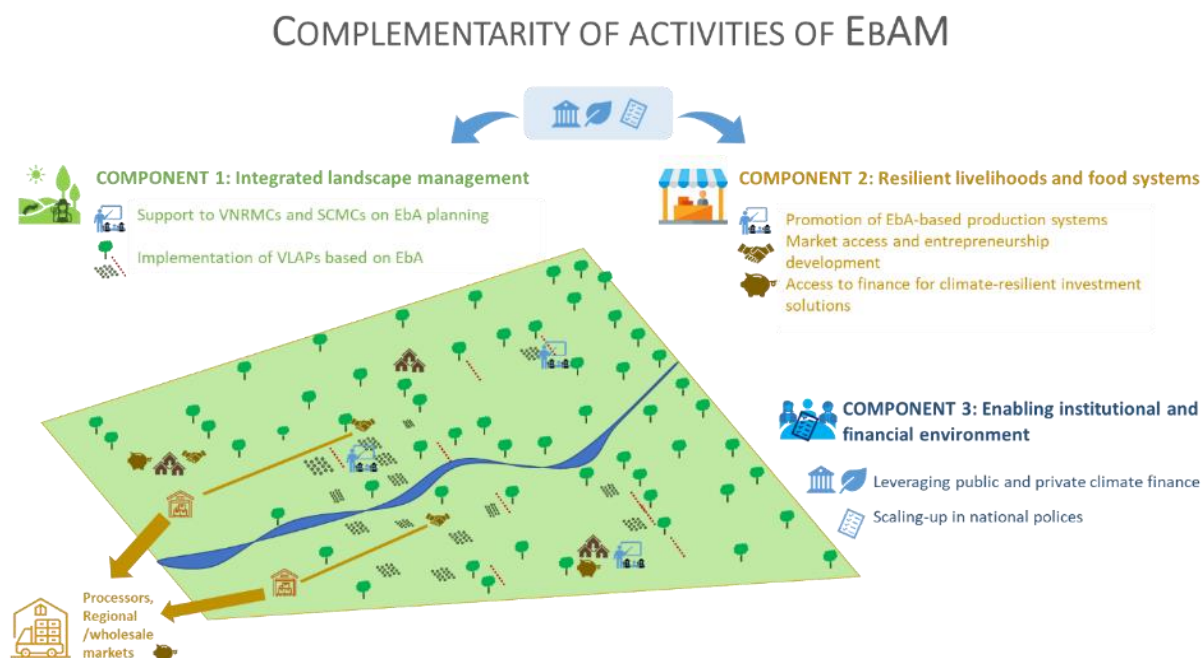 COMPLEMENTARITY OF ACTIVITIES OF EBAM
COMPONENT 1: Integrated landscape management
Support to VNRMCs and SCMCs on EbA planning
Implementation of VLAPs based on EbA
COMPONENT 2: Resilient livelihoods and food systems
Promotion of EbA-based production systems
Market access and entrepreneurship
development
Access to finance for climate-resilient investment
solutions
COMPONENT 3: Enabling institutional and
financial environment
Leveraging public and private climate finance
Scaling-up in national polices
Processors,
Regional
/wholesale
markets